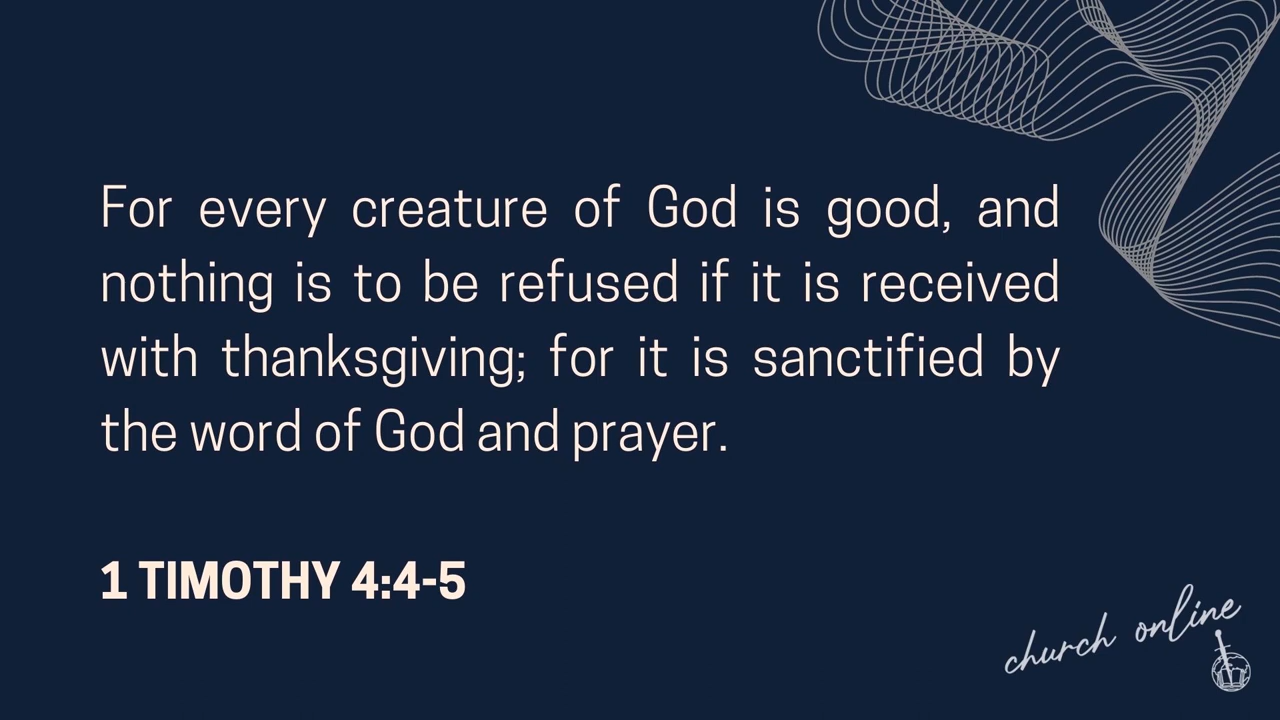 For every creature of God is good, and
nothing is to be refused if it is received
with thanksgiving; for it is sanctified by
the word of God and prayer.
1 TIMOTHY 4:4-5
church online